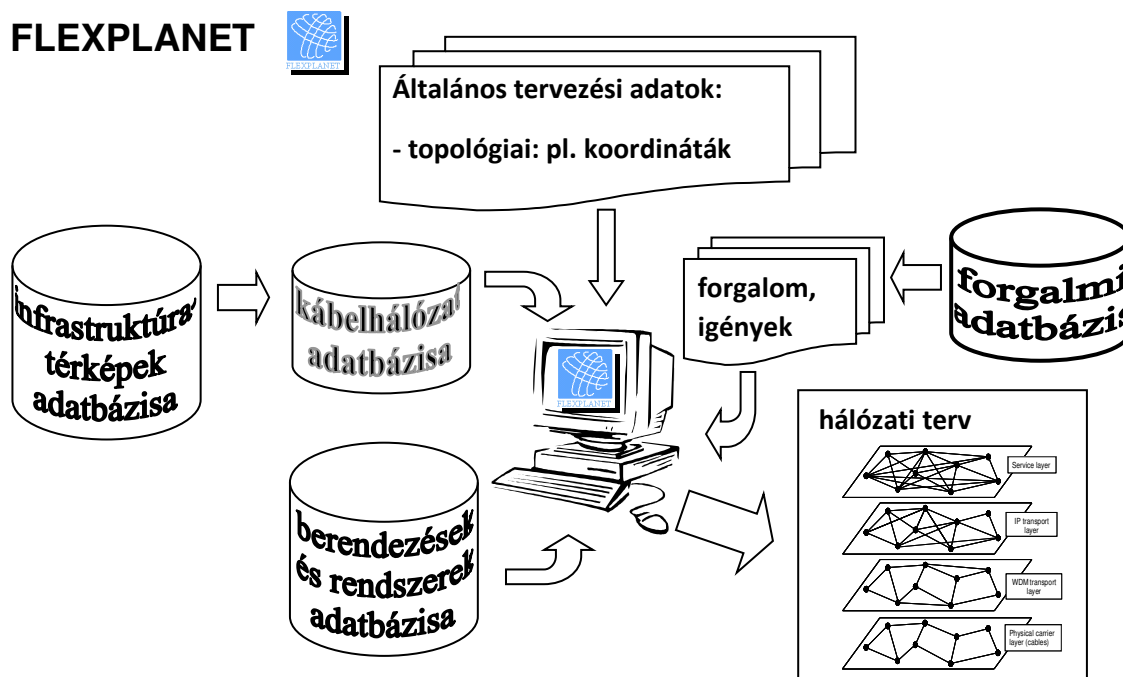 FLEXPLANET
FLEXPLANET
Általános tervezési adatok:
- topológiai: pl. koordináták
infrastruktúra-
térképek
adatbázisa
kábelhálózat
adatbázisa
forgalom,
igények
forgalmi
adatbázis
FLEXPLANET
berendezések
és rendszerek
adatbázisa
hálózati terv
Service layer
IP transport
layer
WDM transport
layer
Physical carrier
layer (cables)